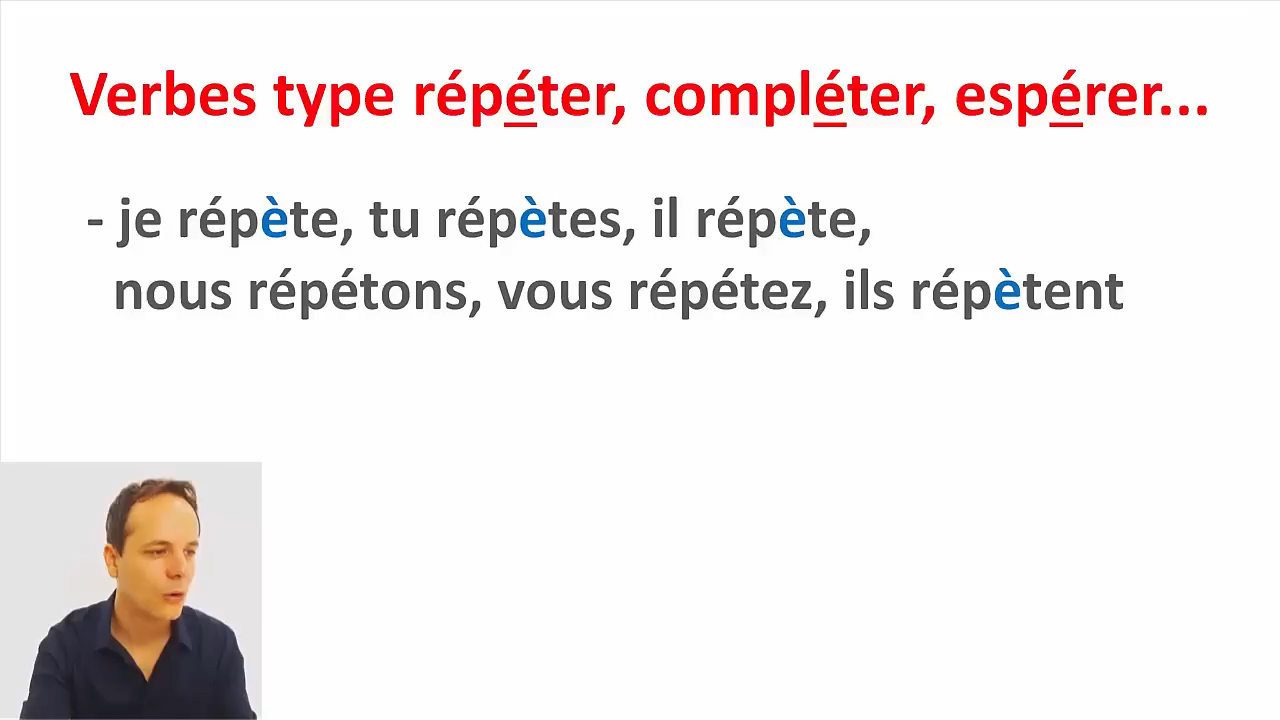 Verbes type répéter, compléter, espérer...
- je répète, tu répètes, il répète,
nous répétons, vous répétez, ils répètent